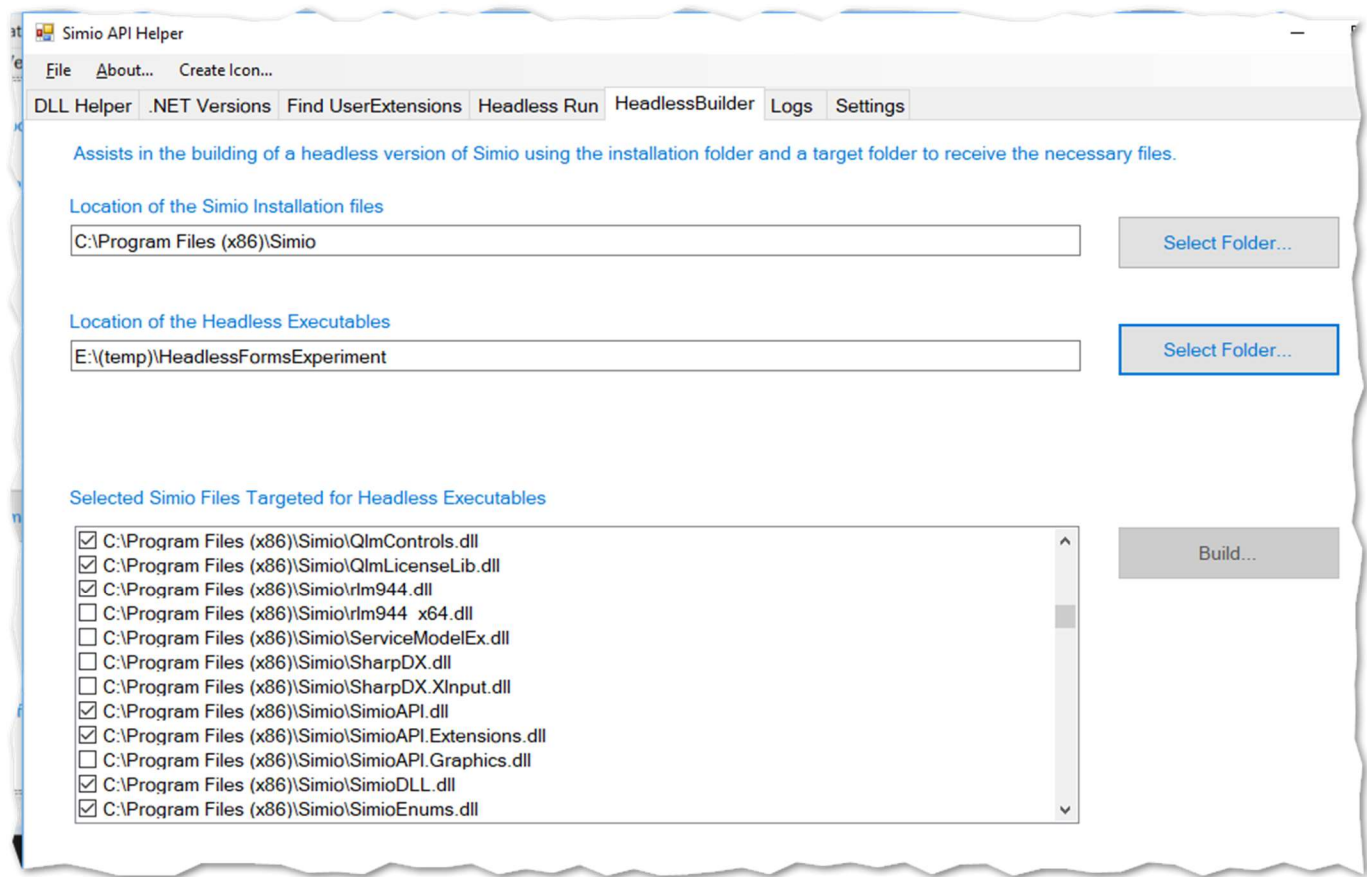 Simio API Helper
File About... Create Icon...
DLL Helper .NET Versions Find UserExtensions Headless Run HeadlessBuilder Logs Settings
Assists in the building of a headless version of Simio using the installation folder and a target folder to receive the necessary files.
Location of the Simio Installation files
C:\Program Files (x86)\Simio Select Folder...
Location of the Headless Executables
E:\(temp)\HeadlessFormsExperiment Select Folder...
Selected Simio Files Targeted for Headless Executables
C:\Program Files (x86)\Simio\QlmControls.dll
Build...
C:\Program Files (x86)\Simio\QlmLicenseLib.dll
C:\Program Files (x86)\Simio\rlm944.dll
C:\Program Files (x86)\Simio\rlm944_x64.dll
C:\Program Files (x86)\Simio\ServiceModelEx.dll
C:\Program Files (x86)\Simio\SharpDX.dll
C:\Program Files (x86)\Simio\SharpDX.XInput.dll
C:\Program Files (x86)\Simio\SimioAPI.dll
C:\Program Files (x86)\Simio\SimioAPI.Extensions.dll
C:\Program Files (x86)\Simio\SimioAPI.Graphics.dll
C:\Program Files (x86)\Simio\SimioDLL.dll
C:\Program Files (x86)\Simio\SimioEnums.dll